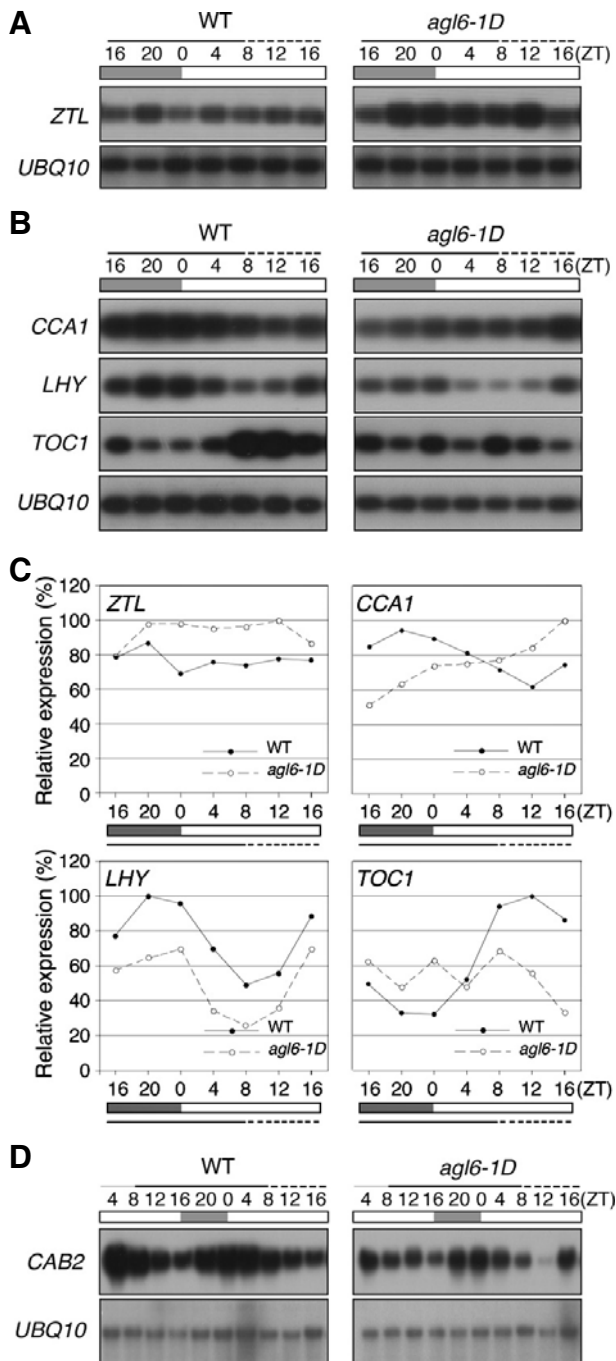 A
WT agl6-1D
16 20 0 4 8 12 16 16 20 0 4 8 12 16 (ZT)
ZTL
UBQ10
B
WT agl6-1D
16 20 0 4 8 12 16 16 20 0 4 8 12 16 (ZT)
CCA1
LHY
TOC1
UBQ10
C
Relative expression (%)
120
100
80
60
40
20
0
ZTL
WT
agl6-1D
16 20 0 4 8 12 16
CCA1
WT
agl6-1D
16 20 0 4 8 12 16 (ZT)
Relative expression (%)
120
100
80
60
40
20
0
LHY
WT
agl6-1D
16 20 0 4 8 12 16
TOC1
WT
agl6-1D
16 20 0 4 8 12 16 (ZT)
D
WT agl6-1D
4 8 12 16 20 0 4 8 12 16 4 8 12 16 20 0 4 8 12 16 (ZT)
CAB2
UBQ10